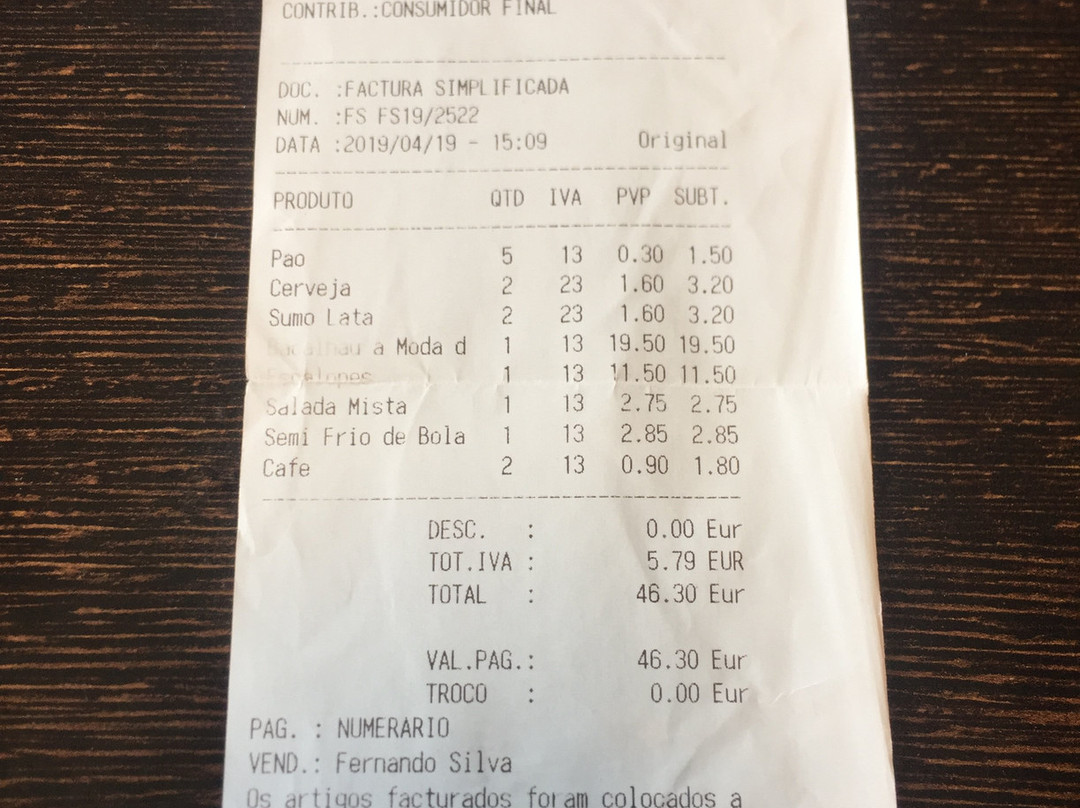 CONTRIB.:CONSUMIDOR FINAL
DOC. :FACTURA SIMPLIFICADA
NUM. :FS FS19/2522
DATA :2019/04/19 - 15:09 Original
PRODUTO QTD IVA PVP SUBT.
Pao 5 13 0.30 1.50
Cerveja 2 23 1.60 3.20
Sumo Lata 2 23 1.60 3.20
Bacalhau a Moda d 1 13 19.50 19.50
1 13 11.50 11.50
Salada Mista 1 13 2.75 2.75
Semi Frio de Bola 1 13 2.85 2.85
Cafe 2 13 0.90 1.80
DESC. : 0.00 Eur
TOT.IVA : 5.79 EUR
TOTAL : 46.30 Eur
VAL.PAG.: 46.30 Eur
TROCO : 0.00 Eur
PAG. : NUMERARIO
VEND.: Fernando Silva
Os artigos facturados foram colocados a